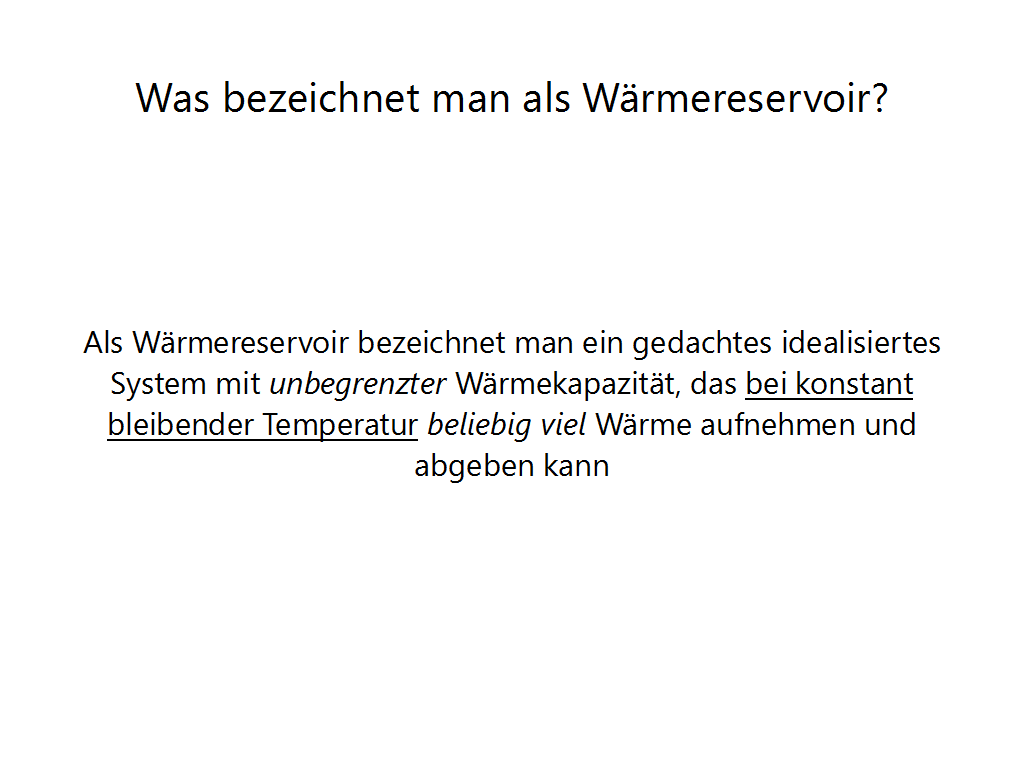 Was bezeichnet man als Wärmereservoir?
Als Wärmereservoir bezeichnet man ein gedachtes idealisiertes
System mit unbegrenzter Wärmekapazität, das bei konstant
bleibender Temperatur beliebig viel Wärme aufnehmen und
abgeben kann